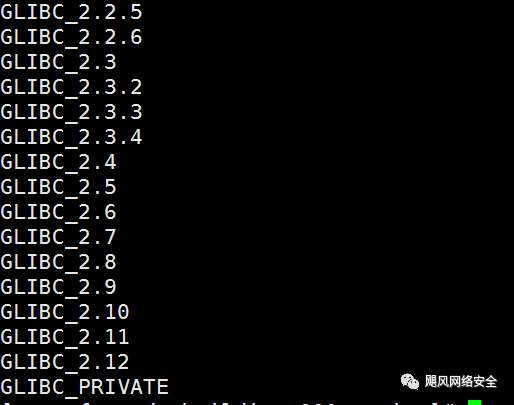 GLIBC_2.2.5
GLIBC_2.2.6
GLIBC_2.3
GLIBC_2.3.2
GLIBC_2.3.3
GLIBC_2.3.4
GLIBC_2.4
GLIBC_2.5
GLIBC_2.6
GLIBC_2.7
GLIBC_2.8
GLIBC_2.9
GLIBC_2.10
GLIBC_2.11
GLIBC_2.12
GLIBC_PRIVATE
飓风网络安全